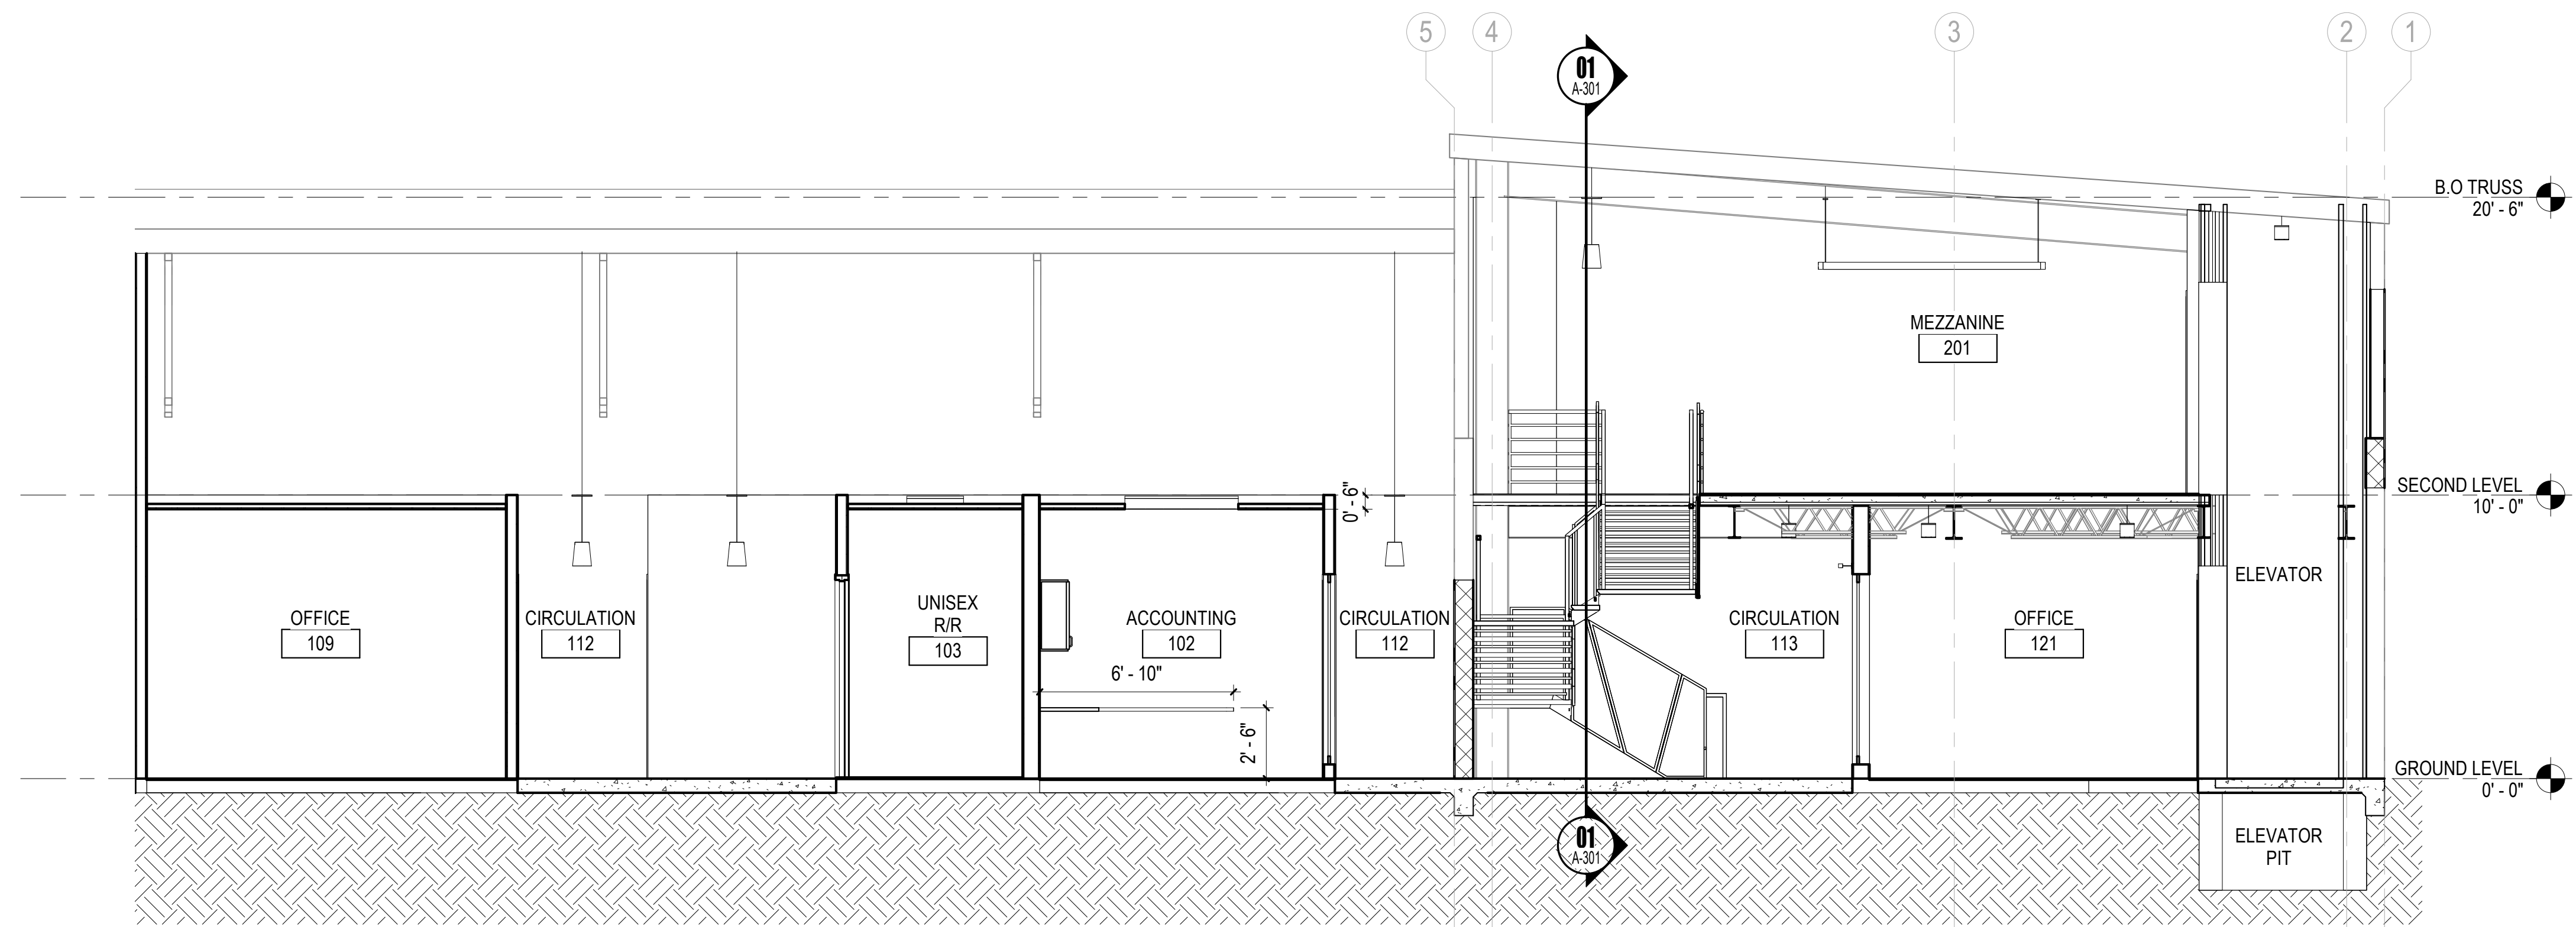 5
4
3
2
1
01
A-301
B.O TRUSS
20' - 6"
MEZZANINE
201
SECOND LEVEL
10' - 0"
0' - 6"
OFFICE
109
CIRCULATION
112
UNISEX
R/R
103
ACCOUNTING
102
6' - 10"
2' - 6"
CIRCULATION
112
CIRCULATION
113
OFFICE
121
ELEVATOR
GROUND LEVEL
0' - 0"
01
A-301
ELEVATOR
PIT